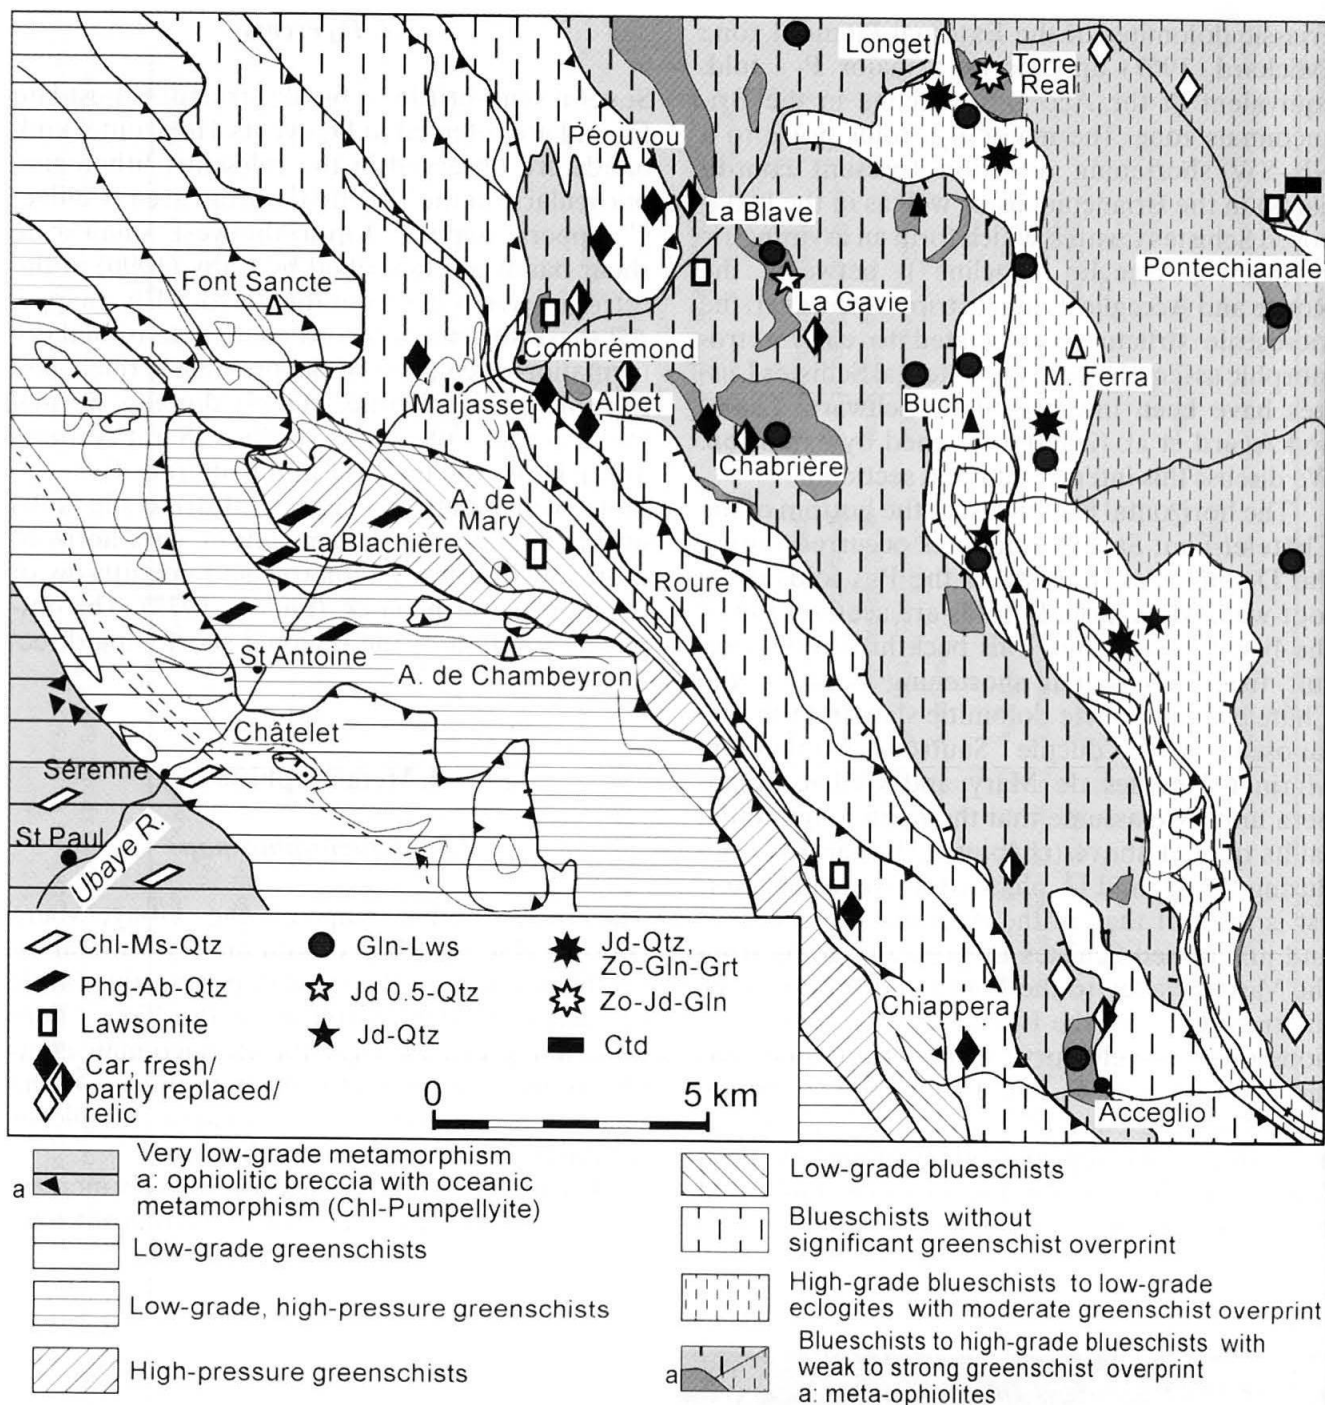 Longet
Torre
Real
Péouvou
La Blave
Font Sancte
La Gavie
Pontechianale
Combrémond
M. Ferra
Maljasset
Alpet
Buch
Chabrière
A. de
Mary
La Blachière
Roure
St Antoine
A. de Chambeyron
Châtelet
Sérenne
St Paul
Ubaye R.
Chiappera
Acceglio
Chl-Ms-Qtz
Phg-Ab-Qtz
Lawsonite
Car, fresh/
partly replaced/
relic
Gln-Lws
Jd 0.5-Qtz
Jd-Qtz
Jd-Qtz,
Zo-Gln-Grt
Zo-Jd-Gln
Ctd
0 5 km
Very low-grade metamorphism
a a: ophiolitic breccia with oceanic
metamorphism (Chl-Pumpellyite)
Low-grade greenschists
Low-grade, high-pressure greenschists
High-pressure greenschists
Low-grade blueschists
Blueschists without
significant greenschist overprint
High-grade blueschists to low-grade
eclogites with moderate greenschist overprint
Blueschists to high-grade blueschists with
a weak to strong greenschist overprint
a: meta-ophiolites